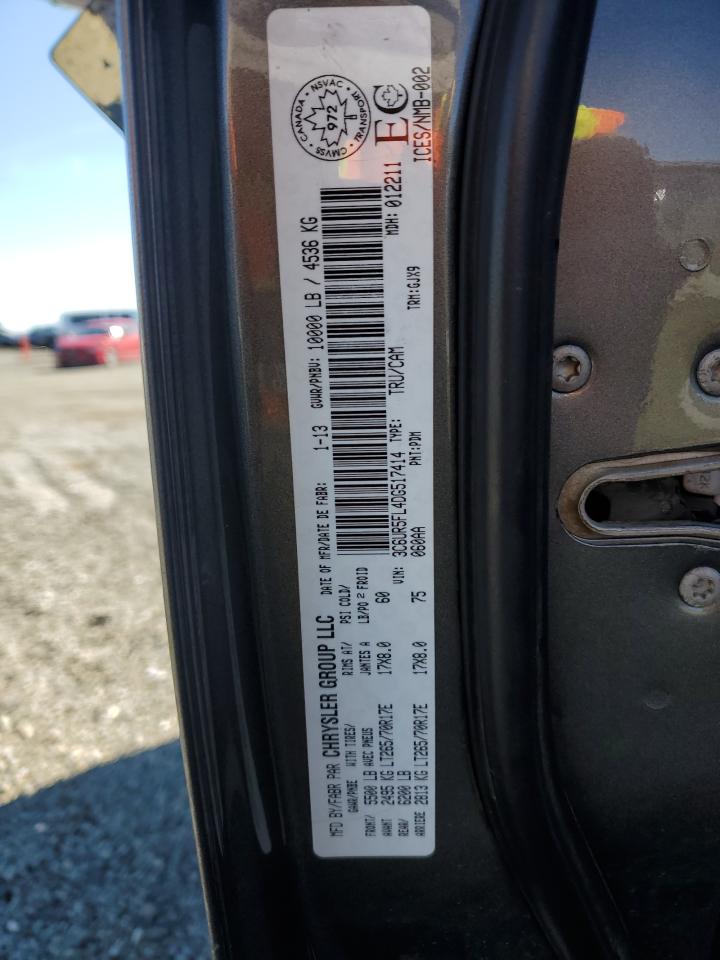 MFD BY/FABR PAR CHRYSLER GROUP LLC DATE OF MFR/DATE DE FABR: 1-13 GVWR/PNBV: 10000 LB / 4536 KG
GAWR/PNBE WITH TIRES/ RIMS AT/ PSI COLD/
AVEC PNEUS JANTES A LB/PO 2 FROID
FRONT/ 5500 LB
AVANT 2495 KG LT265/70R17E 17X8.0 60
REAR/ 6200 LB
ARRIERE 2813 KG LT265/70R17E 17X8.0 75
VIN: 3C6UR5FL4DG517414 TYPE: TRU/CAM MDH: 012211
060AA PNT:PDM TRM:GJX9
CANADA · NSVAC · TRANSPORT · CMVSS
972
EC
ICES/NMB-002